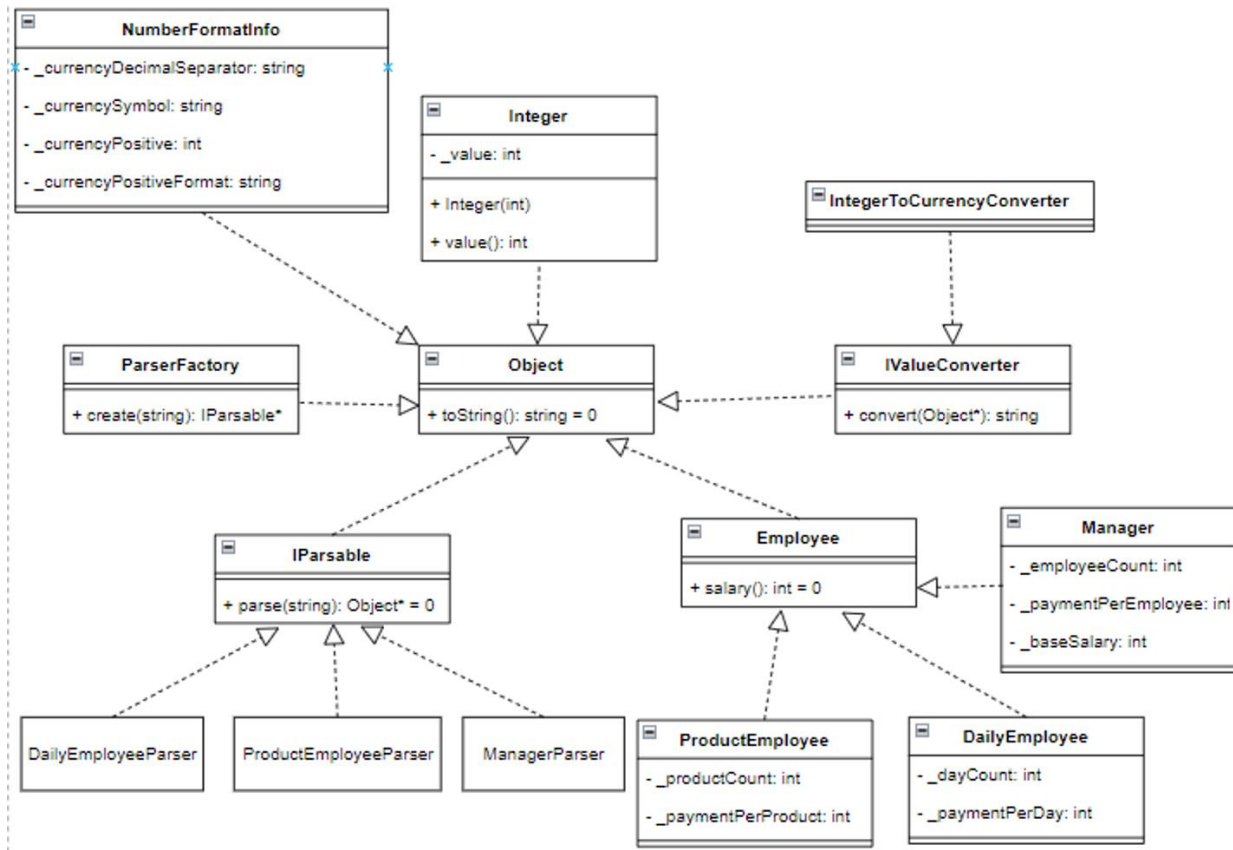 NumberFormatInfo
- _currencyDecimalSeparator: string
- _currencySymbol: string
- _currencyPositive: int
- _currencyPositiveFormat: string
Integer
- _value: int
+ Integer(int)
+ value(): int
IntegerToCurrencyConverter
ParserFactory
+ create(string): IParsable*
Object
+ toString(): string = 0
IValueConverter
+ convert(Object*): string
IParsable
+ parse(string): Object* = 0
Employee
+ salary(): int = 0
Manager
- _employeeCount: int
- _paymentPerEmployee: int
- _baseSalary: int
DailyEmployeeParser
ProductEmployeeParser
ManagerParser
ProductEmployee
- _productCount: int
- _paymentPerProduct: int
DailyEmployee
- _dayCount: int
- _paymentPerDay: int